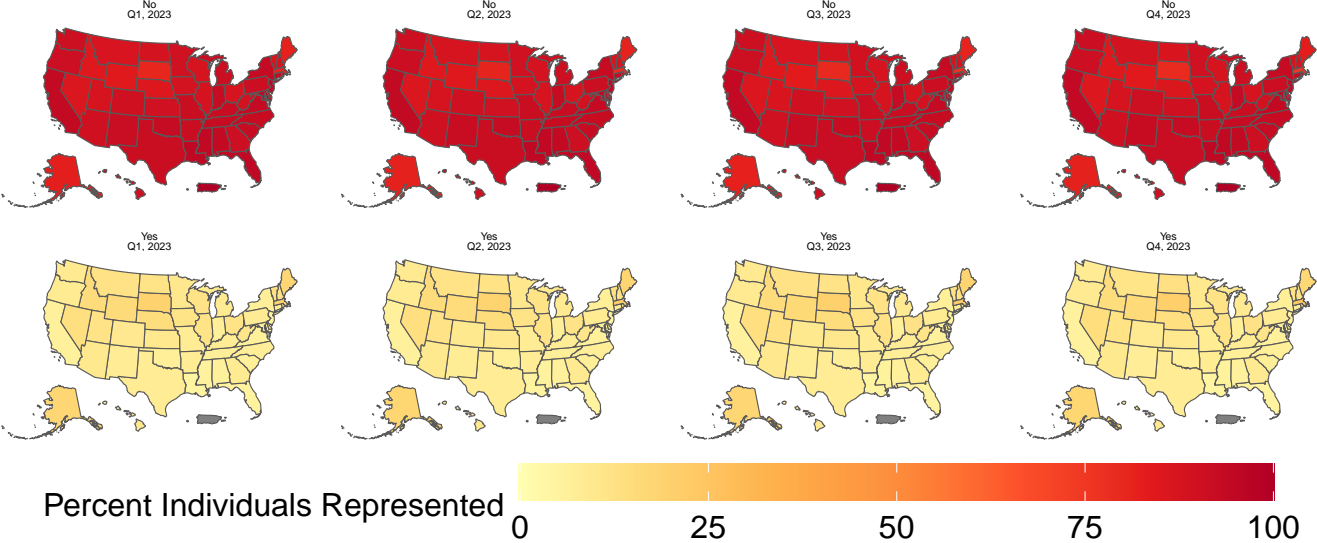 No
Q1, 2023
No
Q2, 2023
No
Q3, 2023
No
Q4, 2023
Yes
Q1, 2023
Yes
Q2, 2023
Yes
Q3, 2023
Yes
Q4, 2023
Percent Individuals Represented
0 25 50 75 100